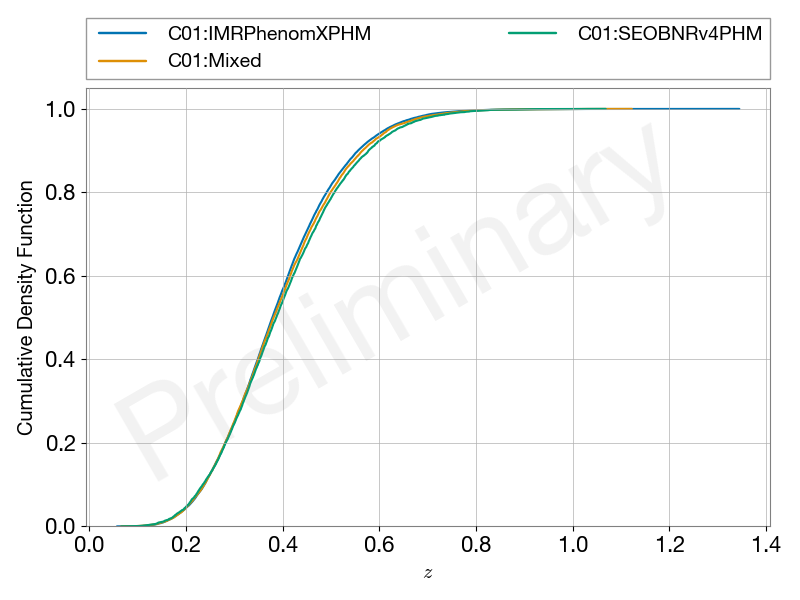 C01:IMRPhenomXPHM
C01:Mixed
C01:SEOBNRv4PHM
Cumulative Density Function
1.0
0.8
0.6
0.4
0.2
0.0
Preliminary
0.0 0.2 0.4 0.6 0.8 1.0 1.2 1.4
z